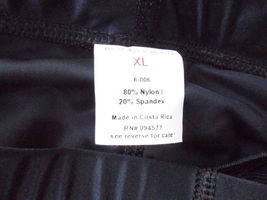 XL
6-006
80% Nylon
20% Spandex
Made in Costa Rica
RN# 094577
see reverse for care